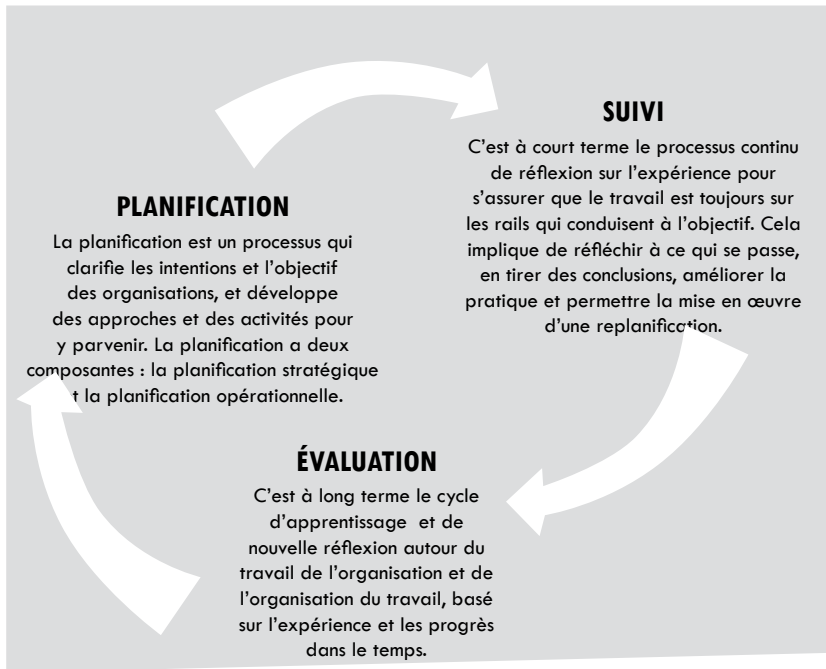 PLANIFICATION
La planification est un processus qui
clarifie les intentions et l'objectif
des organisations, et développe
des approches et des activités pour
y parvenir. La planification a deux
composantes : la planification stratégique
t la planification opérationnelle.
SUIVI
C'est à court terme le processus continu
de réflexion sur l'expérience pour
s'assurer que le travail est toujours sur
les rails qui conduisent à l'objectif. Cela
implique de réfléchir à ce qui se passe,
en tirer des conclusions, améliorer la
pratique et permettre la mise en œuvre
d'une replanification.
ÉVALUATION
C'est à long terme le cycle
d'apprentissage et de
nouvelle réflexion autour du
travail de l'organisation et de
l'organisation du travail, basé
sur l'expérience et les progrès
dans le temps.